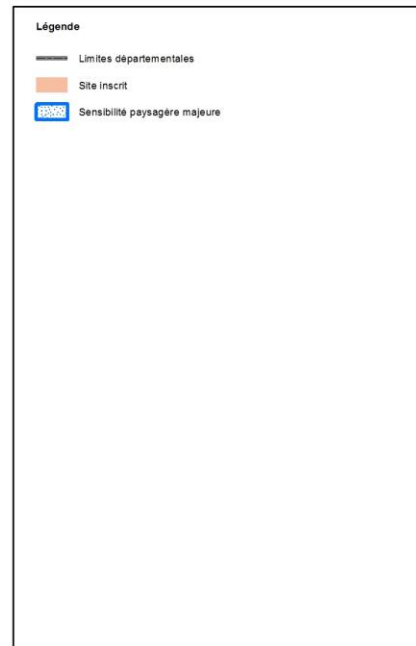 Légende
Limites départementales
Site inscrit
Sensibilité paysagère majeure